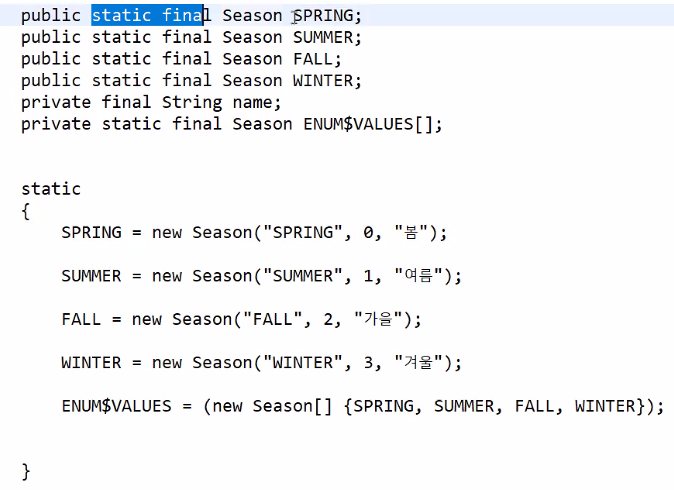 public static final Season SPRING;
public static final Season SUMMER;
public static final Season FALL;
public static final Season WINTER;
private final String name;
private static final Season ENUM$VALUES[];
static
{
SPRING = new Season("SPRING", 0, "봄");
SUMMER = new Season("SUMMER", 1, "여름");
FALL = new Season("FALL", 2, "가을");
WINTER = new Season("WINTER", 3, "겨울");
ENUM$VALUES = (new Season[] {SPRING, SUMMER, FALL, WINTER});
}